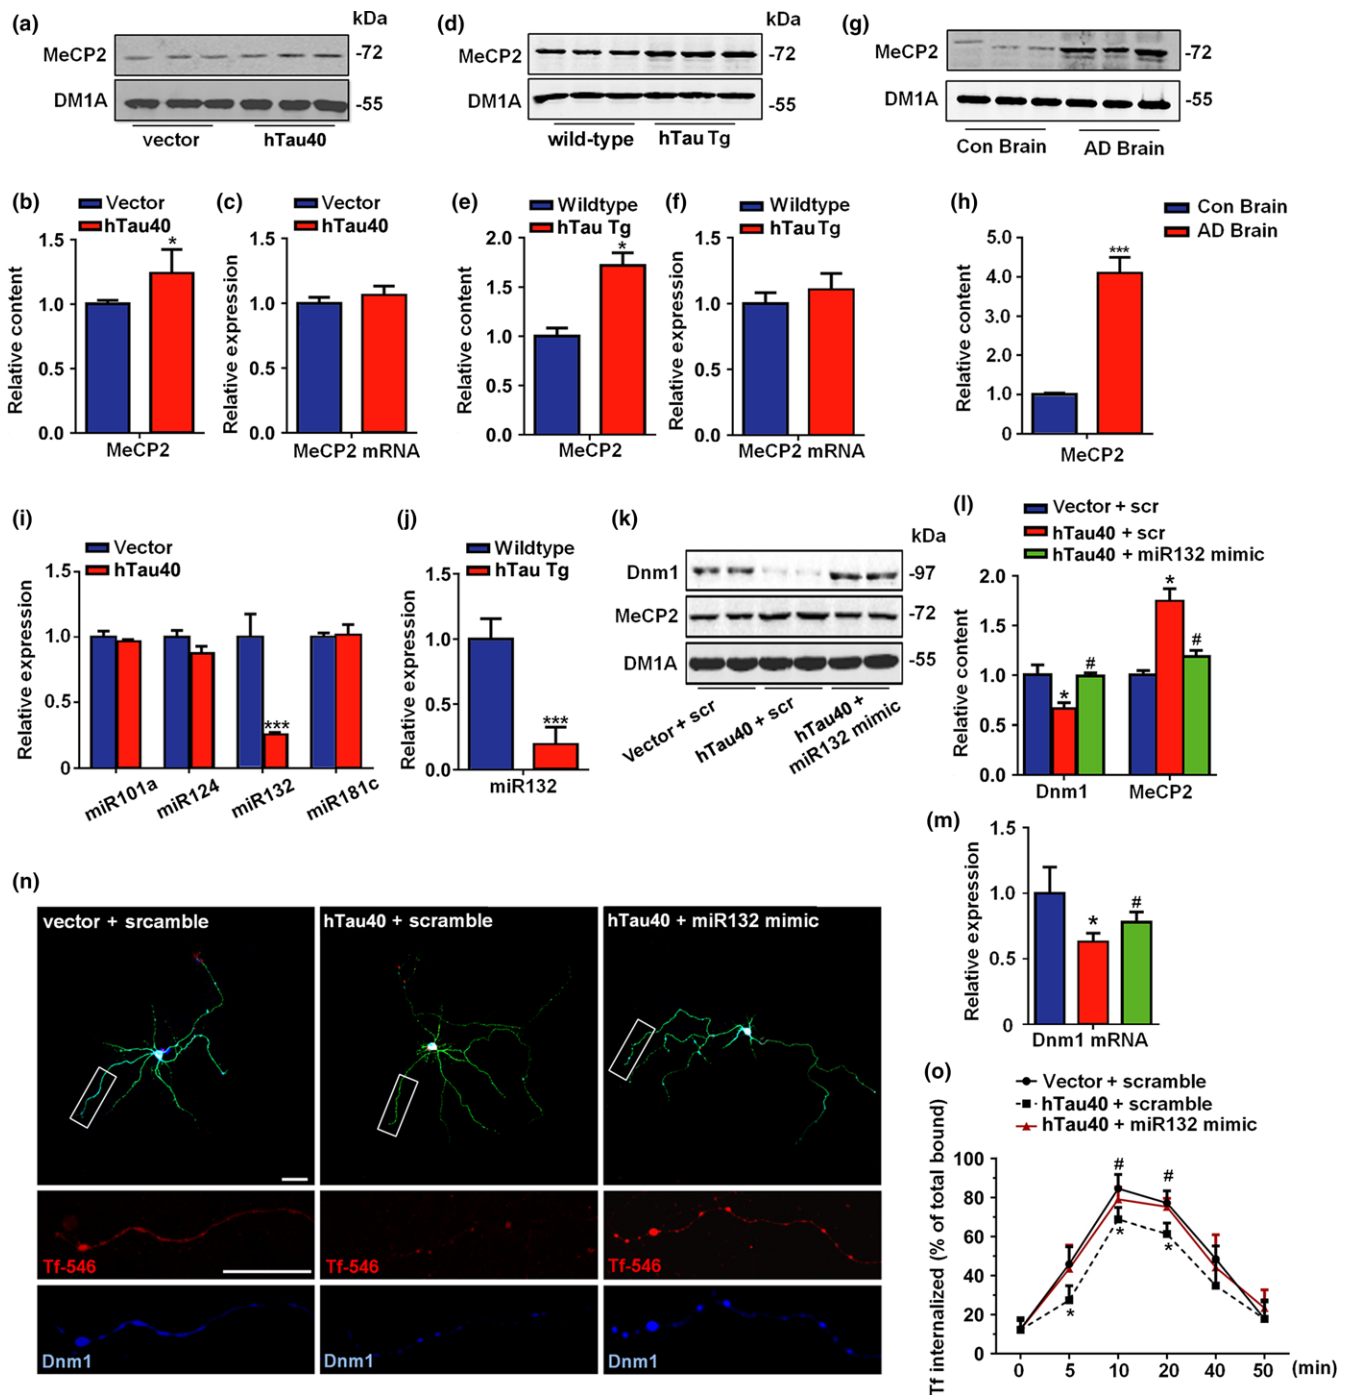 (a)
kDa
MeCP2
-72
DM1A
-55
vector
hTau40
(d)
MeCP2
-72
DM1A
-55
wild-type
hTau Tg
(g)
MeCP2
-72
DM1A
-55
Con Brain
AD Brain
(b)
Vector
hTau40
Relative content
1.5
1.0
0.5
0.0
*
MeCP2
(c)
Vector
hTau40
Relative expression
1.5
1.0
0.5
0.0
MeCP2 mRNA
(e)
Wildtype
hTau Tg
Relative content
2.0
1.5
1.0
0.5
0.0
*
MeCP2
(f)
Wildtype
hTau Tg
Relative expression
1.5
1.0
0.5
0.0
MeCP2 mRNA
(h)
Con Brain
AD Brain
Relative content
5.0
4.0
2.0
1.0
0
***
MeCP2
(i)
Vector
hTau40
Relative expression
1.5
1.0
0.5
0
***
miR101a
miR124
miR132
miR181c
(j)
Wildtype
hTau Tg
Relative expression
1.5
1.0
0.5
0.0
***
miR132
(k)
kDa
Dnm1
-97
MeCP2
-72
DM1A
-55
Vector + scr
hTau40 + scr
hTau40 +
miR132 mimic
(l)
Vector + scr
hTau40 + scr
hTau40 + miR132 mimic
Relative content
2.0
1.5
1.0
0.5
0.0
*
#
*
#
Dnm1
MeCP2
(m)
Relative expression
1.5
1.0
0.5
0
*
#
Dnm1 mRNA
(n)
vector + srcamble
hTau40 + scramble
hTau40 + miR132 mimic
Tf-546
Tf-546
Tf-546
Dnm1
Dnm1
Dnm1
(o)
Vector + scramble
hTau40 + scramble
hTau40 + miR132 mimic
Tf internalized (% of total bound)
100
80
60
40
20
0
#
#
*
*
*
0
5
10
20
40
50
(min)